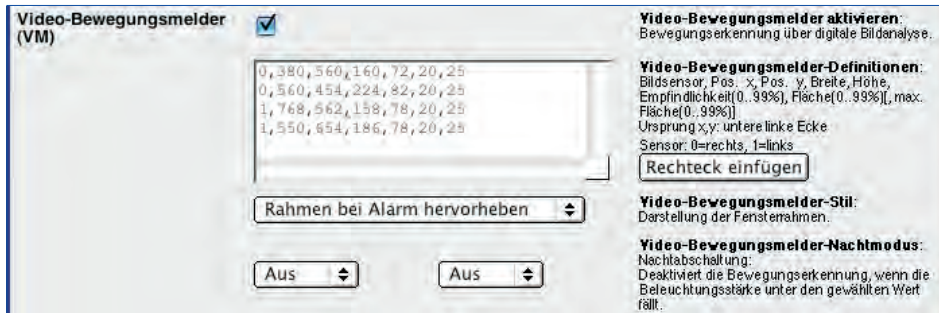 Video-Bewegungsmelder
(VM)
Video-Bewegungsmelder aktivieren:
Bewegungserkennung über digitale Bildanalyse.
0,380,560,160,72,20,25
0,560,454,224,82,20,25
1,768,562,158,78,20,25
1,550,654,186,78,20,25
Video-Bewegungsmelder-Definitionen:
Bildsensor, Pos. x, Pos. y, Breite, Höhe,
Empfindlichkeit(0..99%), Fläche(0..99%)[, max.
Fläche(0..99%)]
Ursprung x,y: untere linke Ecke
Sensor: 0=rechts, 1=links
Rechteck einfügen
Rahmen bei Alarm hervorheben
Video-Bewegungsmelder-Stil:
Darstellung der Fensterrahmen.
Aus
Aus
Video-Bewegungsmelder-Nachtmodus:
Nachtabschaltung:
Deaktiviert die Bewegungserkennung, wenn die
Beleuchtungsstärke unter den gewählten Wert
fällt.